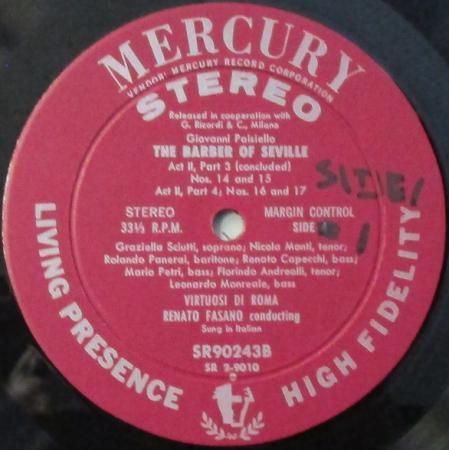 MERCURY
VENDOR: MERCURY RECORD CORPORATION
STEREO
Released in cooperation with
G. Ricordi & C., Milano
Giovanni Paisiello
THE BARBER OF SEVILLE
Act II, Part 3 (concluded)
Nos. 14 and 15
Act II, Part 4; Nos. 16 and 17
SIDE 1
STEREO MARGIN CONTROL
33⅓ R.P.M. SIDE 1
Graziella Sciutti, soprano; Nicola Monti, tenor;
Rolando Panerai, baritone; Renato Capecchi, bass;
Mario Petri, bass; Florindo Andreolli, tenor;
Leonardo Monreale, bass
VIRTUOSI DI ROMA
RENATO FASANO conducting
Sung in Italian
SR90243B
SR 2-9010
LIVING PRESENCE
HIGH FIDELITY